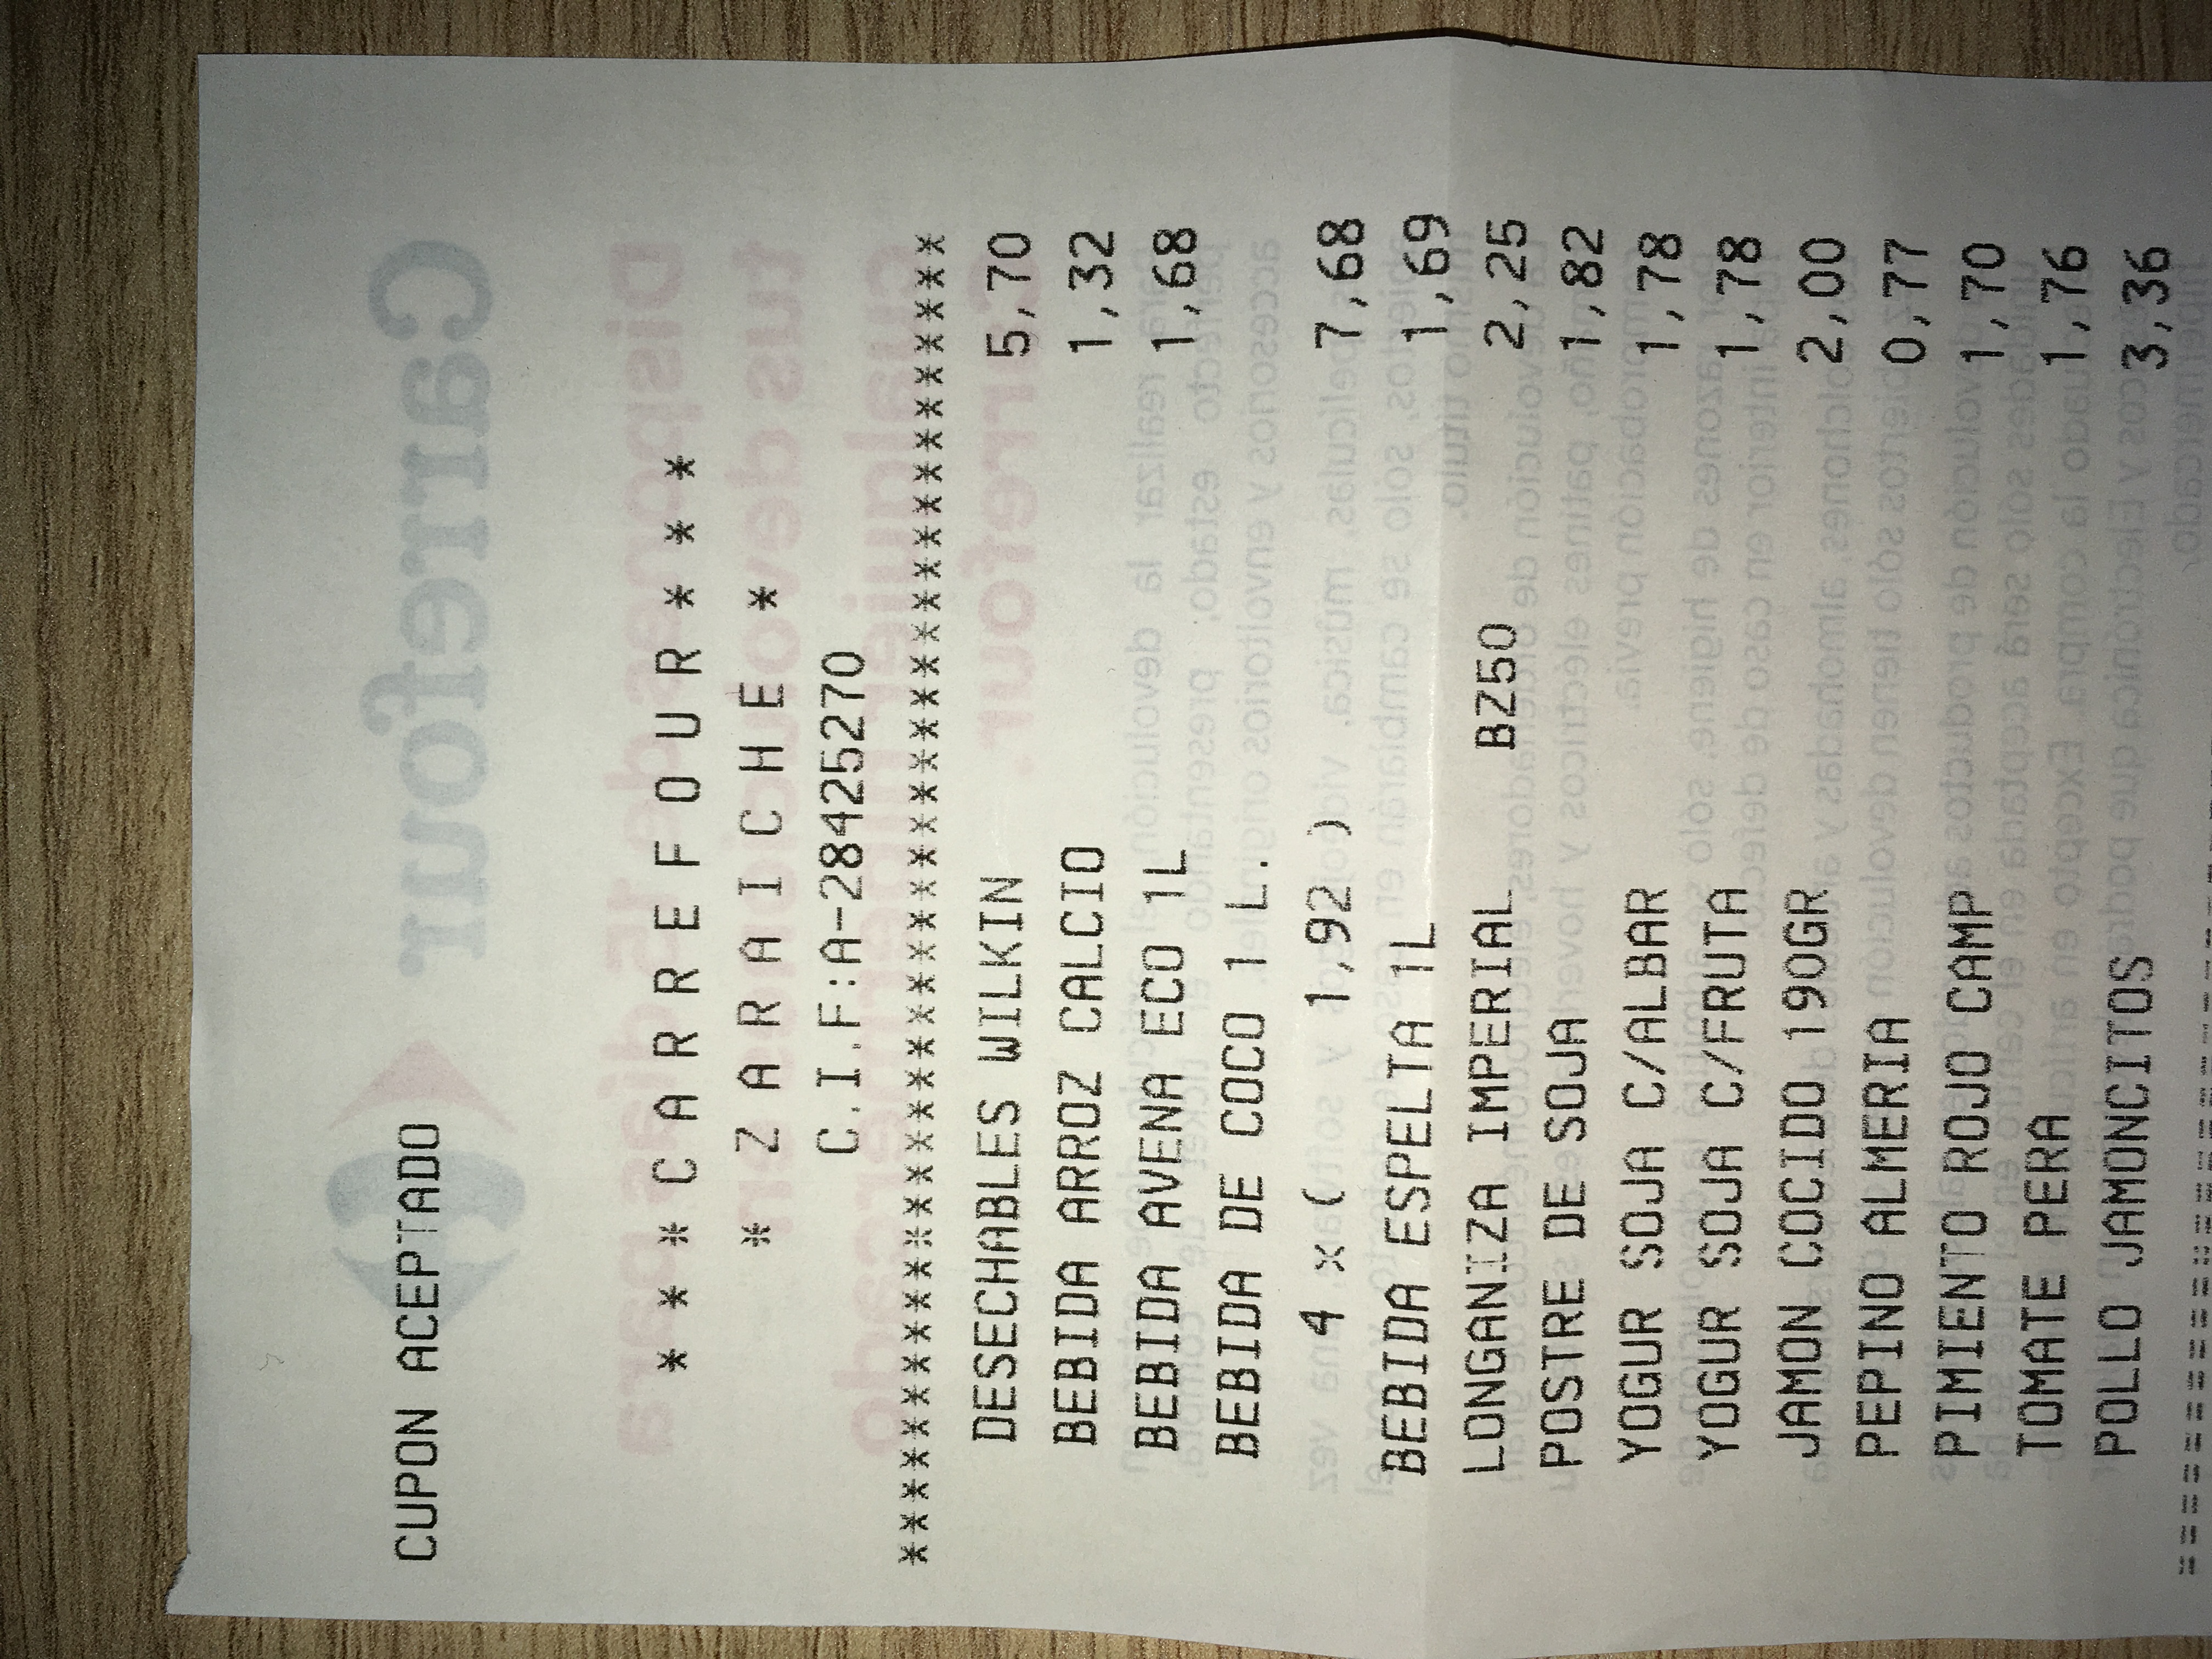 CUPON ACEPTADO
Carrefour
* * * C A R R E F O U R * * *
* Z A R A I C H E *
C.I.F:A-28425270
******************************************
DESECHABLES WILKIN 5,70
BEBIDA ARROZ CALCIO 1,32
BEBIDA AVENA ECO 1L 1,68
BEBIDA DE COCO 1 L.
4 x ( 1,92 ) 7,68
BEBIDA ESPELTA 1L 1,69
LONGANIZA IMPERIAL BZ50 2,25
POSTRE DE SOJA 1,82
YOGUR SOJA C/ALBAR 1,78
YOGUR SOJA C/FRUTA 1,78
JAMON COCIDO 190GR 2,00
PEPINO ALMERIA 0,77
PIMIENTO ROJO CAMP 1,70
TOMATE PERA 1,76
POLLO JAMONCITOS 3,36